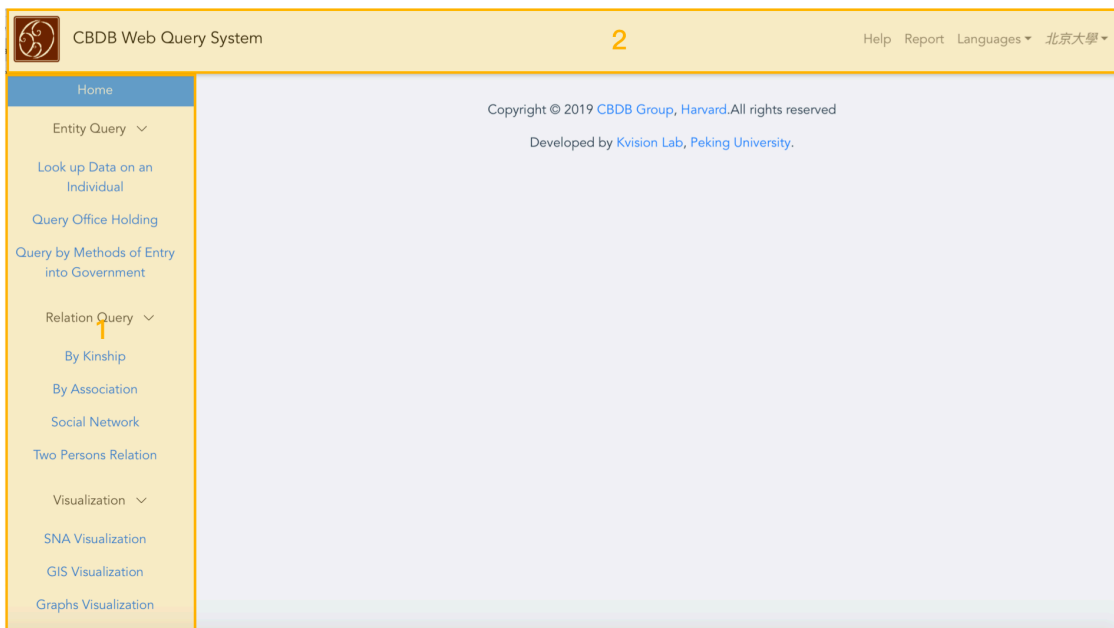 CBDB Web Query System
2
Help Report Languages 北京大學
Home
Entity Query
Look up Data on an
Individual
Query Office Holding
Query by Methods of Entry
into Government
Relation Query
1
By Kinship
By Association
Social Network
Two Persons Relation
Visualization
SNA Visualization
GIS Visualization
Graphs Visualization
Copyright © 2019 CBDB Group, Harvard.All rights reserved
Developed by Kvision Lab, Peking University.